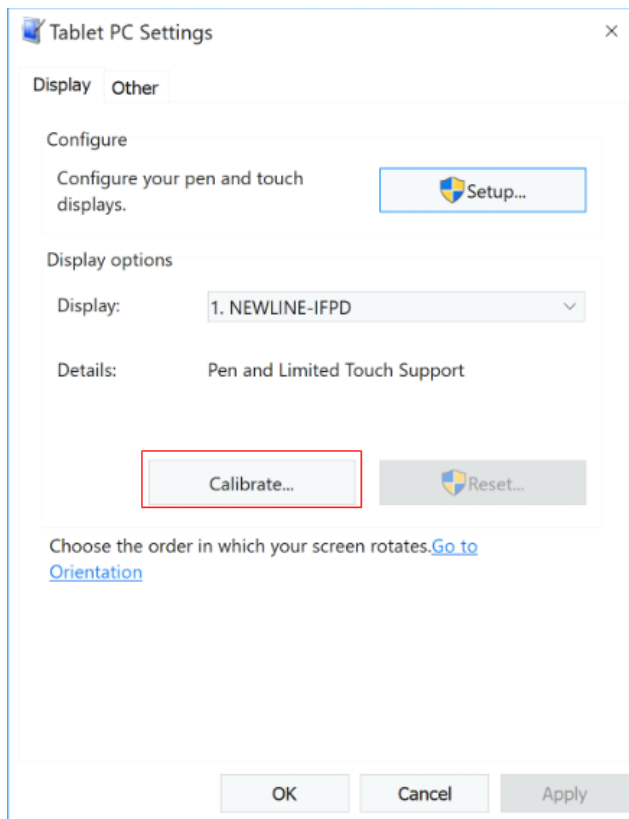 Tablet PC Settings
Display
Other
Configure
Configure your pen and touch
displays.
Setup...
Display options
Display:
1. NEWLINE-IFPD
Details:
Pen and Limited Touch Support
Calibrate...
Reset...
Choose the order in which your screen rotates.Go to
Orientation
OK
Cancel
Apply